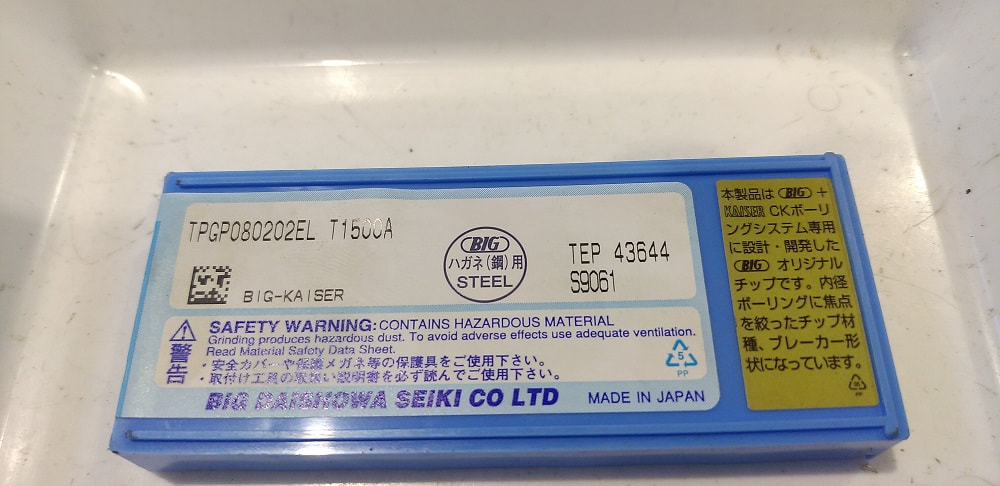 TPGP080202EL T1500A
BIG-KAISER
BIG
ハガネ(鋼)用
STEEL
TEP 43644
S9061
SAFETY WARNING: CONTAINS HAZARDOUS MATERIAL
Grinding produces hazardous dust. To avoid adverse effects use adequate ventilation.
Read Material Safety Data Sheet.
警告
・安全カバーや保護メガネ等の保護具をご使用下さい。
・取付け工具の取扱い説明書を必ず読んでご使用下さい。
BIG DAISHOWA SEIKI CO LTD
MADE IN JAPAN
5
PP
本製品は BIG +
KAISER CKボーリ
ングシステム専用
に設計・開発した
BIG オリジナル
チップです。内径
ボーリングに焦点
を絞ったチップ材
種、ブレーカー形
状になっています。
PP